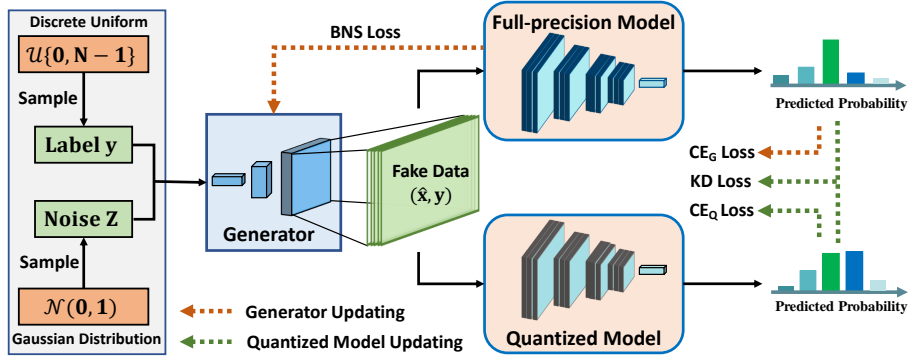 Discrete Uniform
𝒰{0, N − 1}
Sample
Label y
Noise Z
Sample
𝒩(0, 1)
Gaussian Distribution
BNS Loss
Generator
Fake Data
(x̂, y)
Full-precision Model
Quantized Model
Predicted Probability
CE_G Loss
KD Loss
CE_Q Loss
Predicted Probability
Generator Updating
Quantized Model Updating